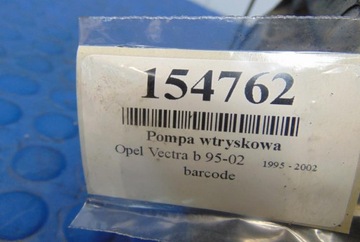 154762
Pompa wtryskowa
Opel Vectra b 95-02 1995 - 2002
barcode